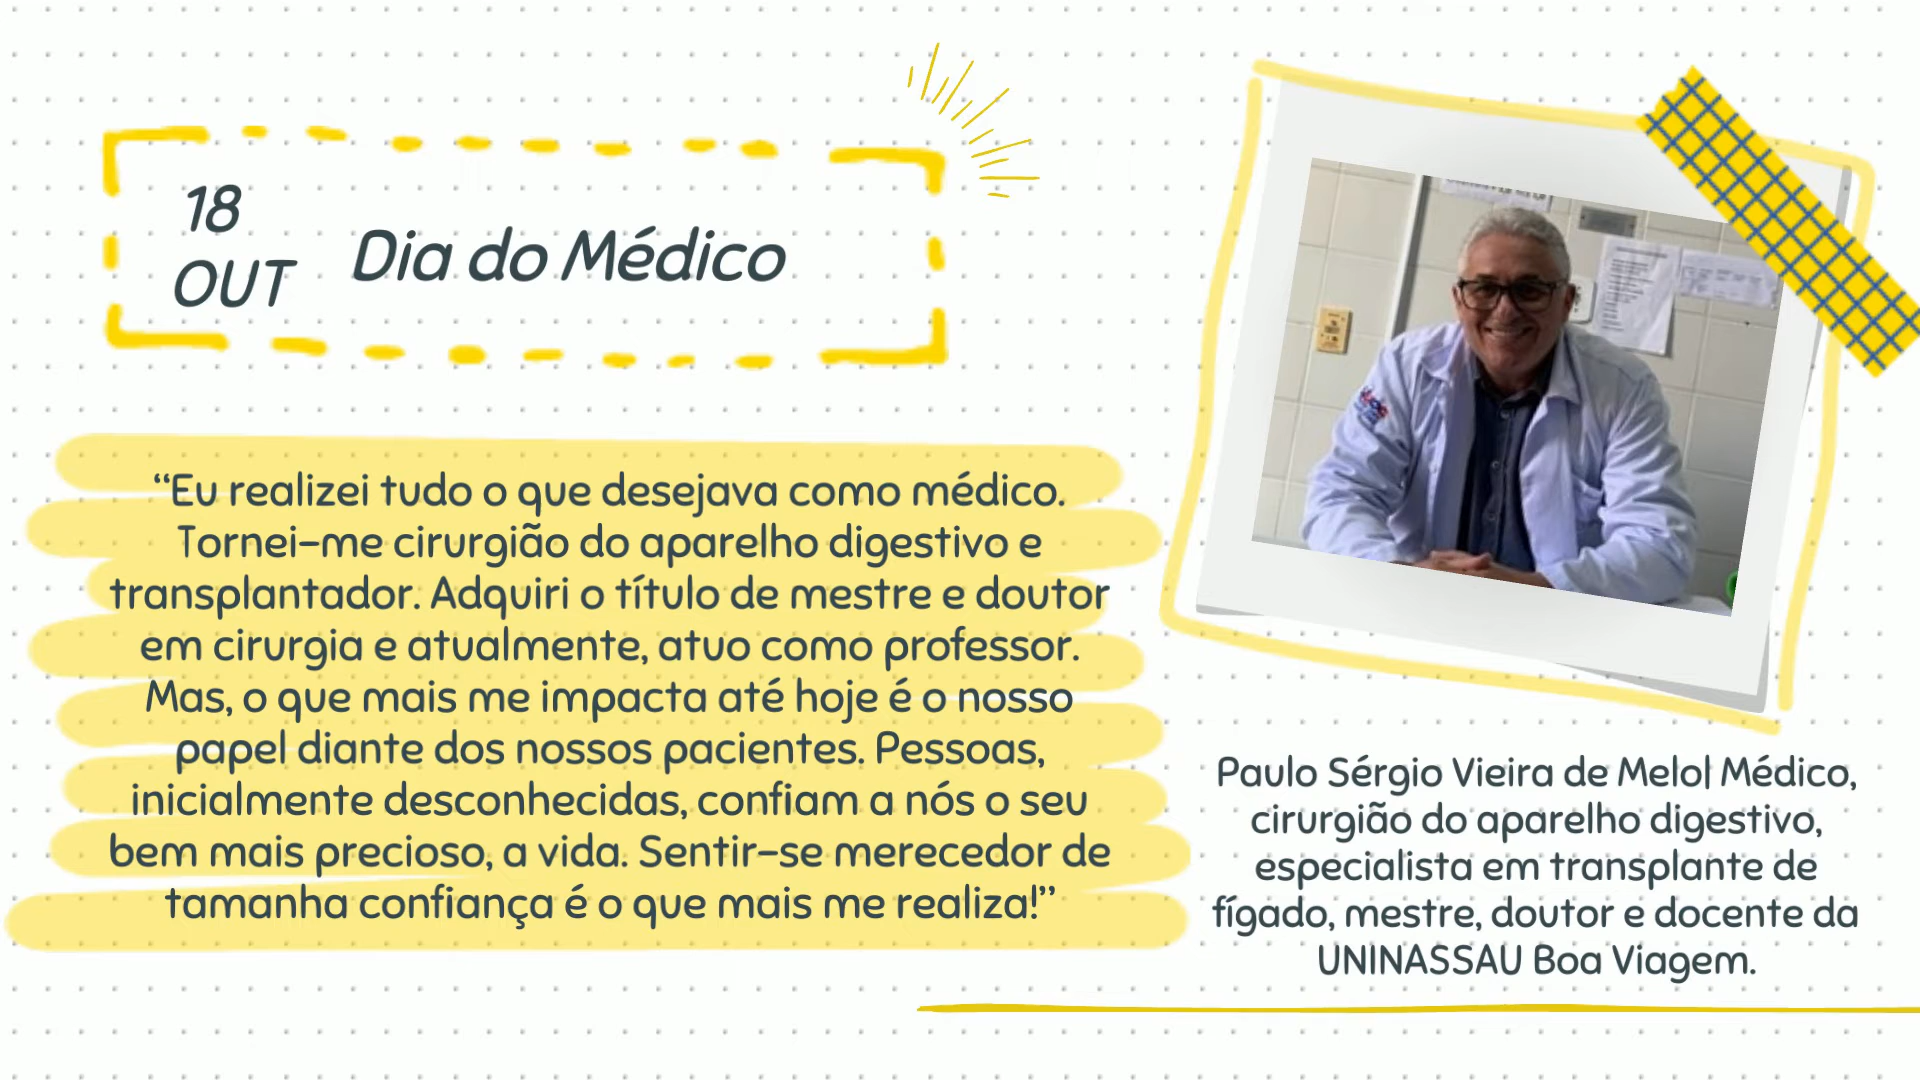 18
OUT
Dia do Médico
“Eu realizei tudo o que desejava como médico.
Tornei-me cirurgião do aparelho digestivo e
transplantador. Adquiri o título de mestre e doutor
em cirurgia e atualmente, atuo como professor.
Mas, o que mais me impacta até hoje é o nosso
papel diante dos nossos pacientes. Pessoas,
inicialmente desconhecidas, confiam a nós o seu
bem mais precioso, a vida. Sentir-se merecedor de
tamanha confiança é o que mais me realiza!”
Paulo Sérgio Vieira de Melo| Médico,
cirurgião do aparelho digestivo,
especialista em transplante de
fígado, mestre, doutor e docente da
UNINASSAU Boa Viagem.